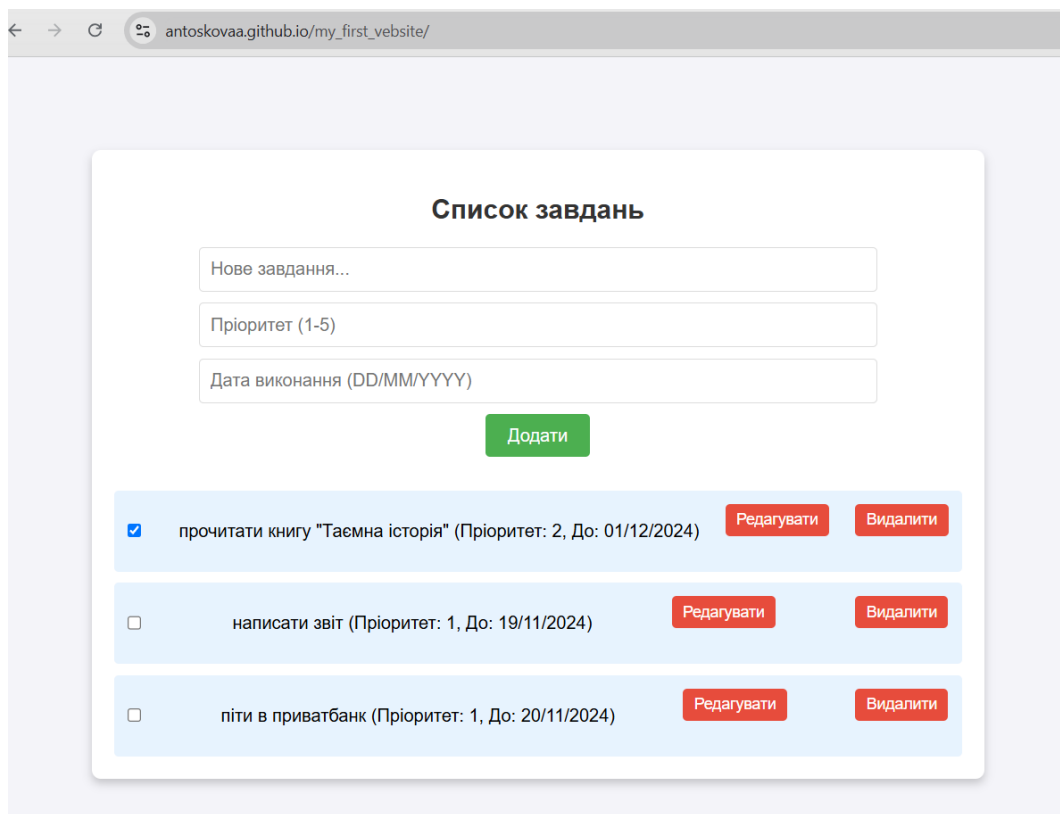 antoskovaa.github.io/my_first_vebsite/
Список завдань
Нове завдання...
Пріоритет (1-5)
Дата виконання (DD/MM/YYYY)
Додати
прочитати книгу "Таємна історія" (Пріоритет: 2, До: 01/12/2024) Редагувати Видалити
написати звіт (Пріоритет: 1, До: 19/11/2024) Редагувати Видалити
піти в приватбанк (Пріоритет: 1, До: 20/11/2024) Редагувати Видалити